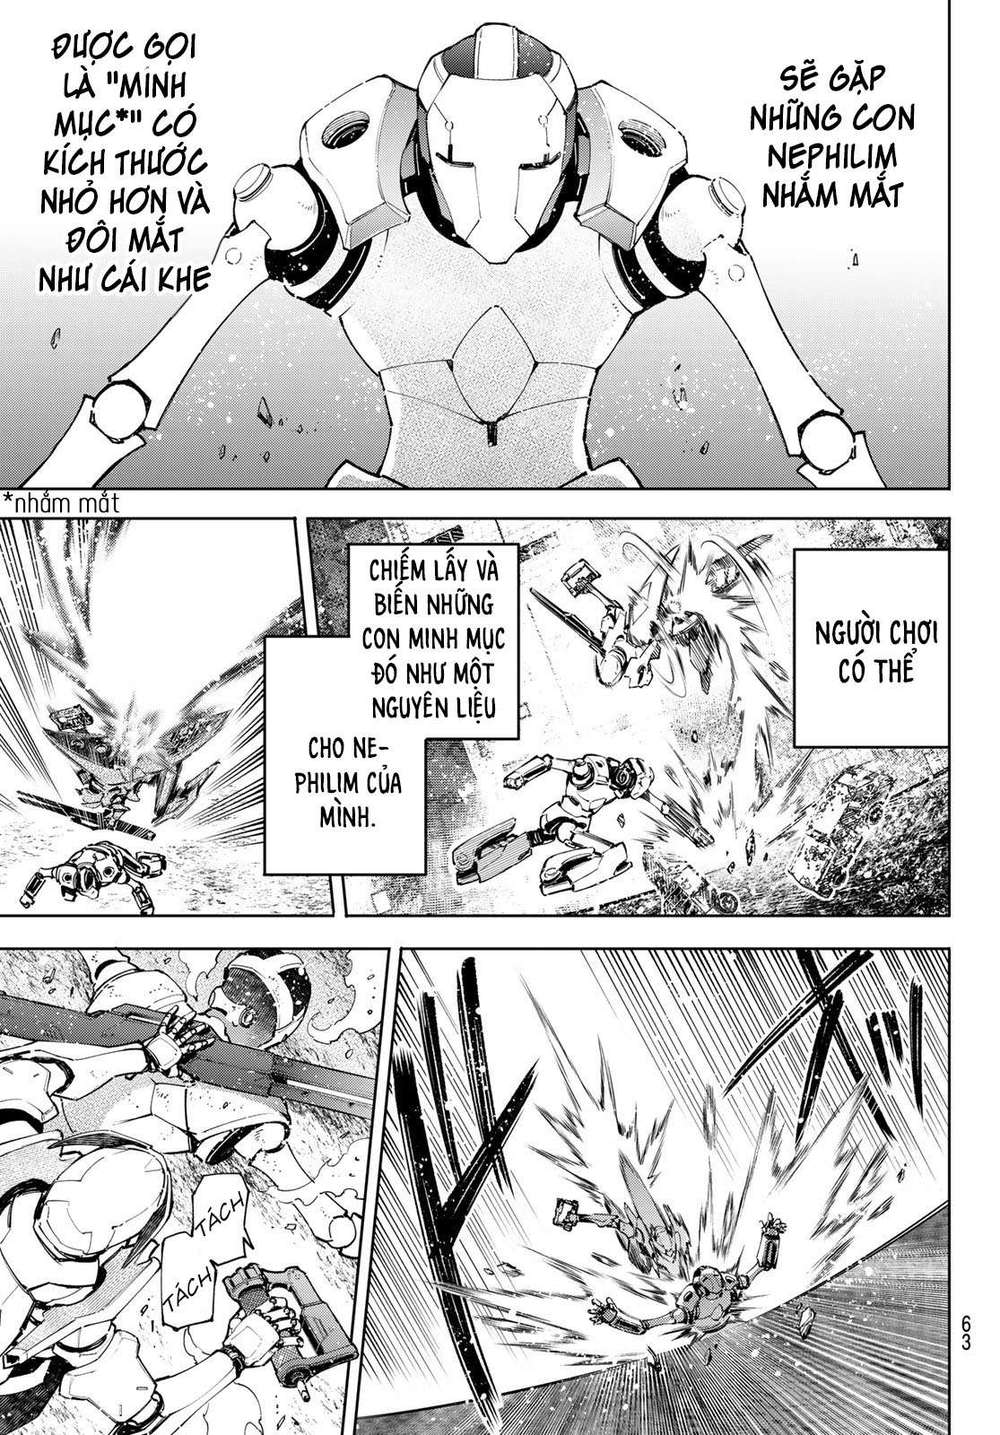 SẼ GẶP
NHỮNG CON
NEPHILIM
NHẮM MẮT
ĐƯỢC GỌI
LÀ "MINH
MỤC*" CÓ
KÍCH THƯỚC
NHỎ HƠN VÀ
ĐÔI MẮT
NHƯ CÁI KHE
*nhắm mắt
NGƯỜI CHƠI
CÓ THỂ
CHIẾM LẤY VÀ
BIẾN NHỮNG
CON MINH MỤC
ĐÓ NHƯ MỘT
NGUYÊN LIỆU
CHO NE-
PHILIM CỦA
MÌNH.
TÁCH
TÁCH
63